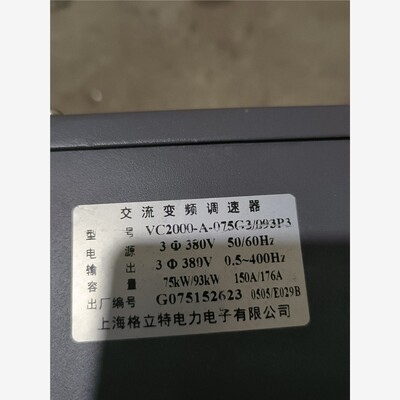 交流变频调速器
型号 VC2000-A-075G3/093P3
电源 3Φ380V 50/60Hz
输出 3Φ380V 0.5~400Hz
容量 75kW/93kW 150A/176A
出厂编号 G075152623 0505/E029B
上海格立特电力电子有限公司